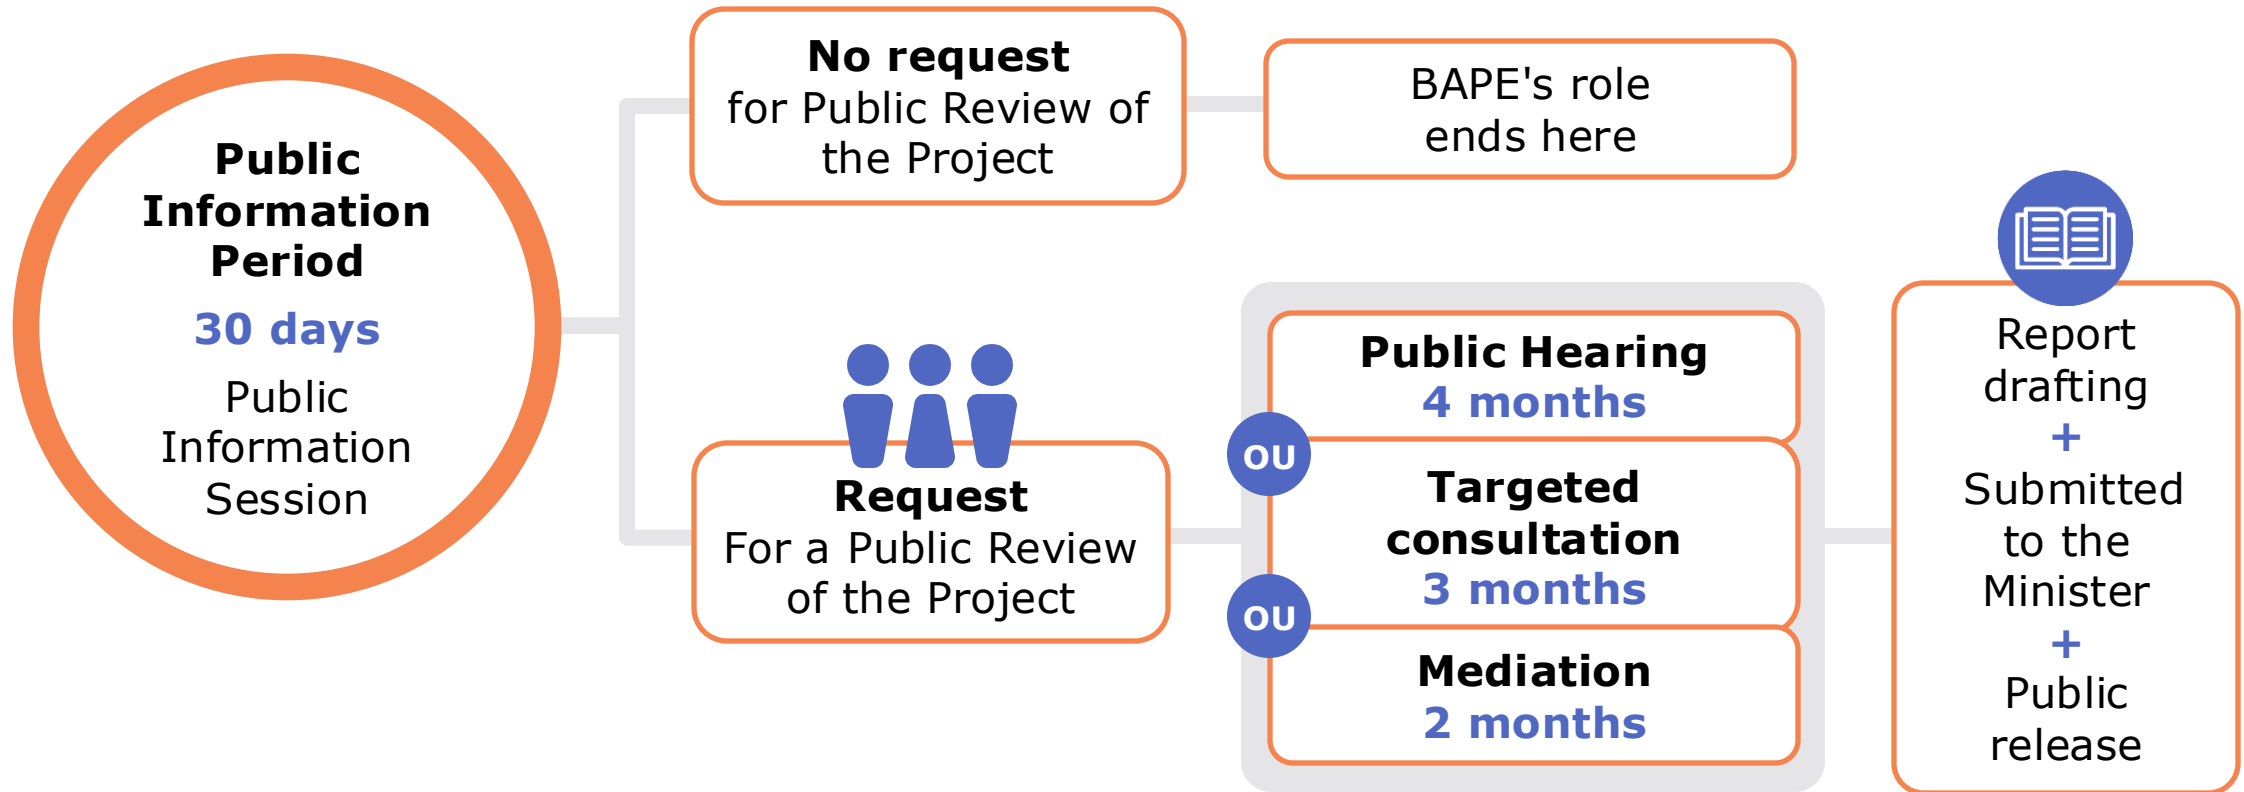 Public
Information
Period
30 days
Public
Information
Session
No request
for Public Review of
the Project
BAPE's role
ends here
Request
For a Public Review
of the Project
Public Hearing
4 months
OU
Targeted
consultation
3 months
OU
Mediation
2 months
Report
drafting
+
Submitted
to the
Minister
+
Public
release